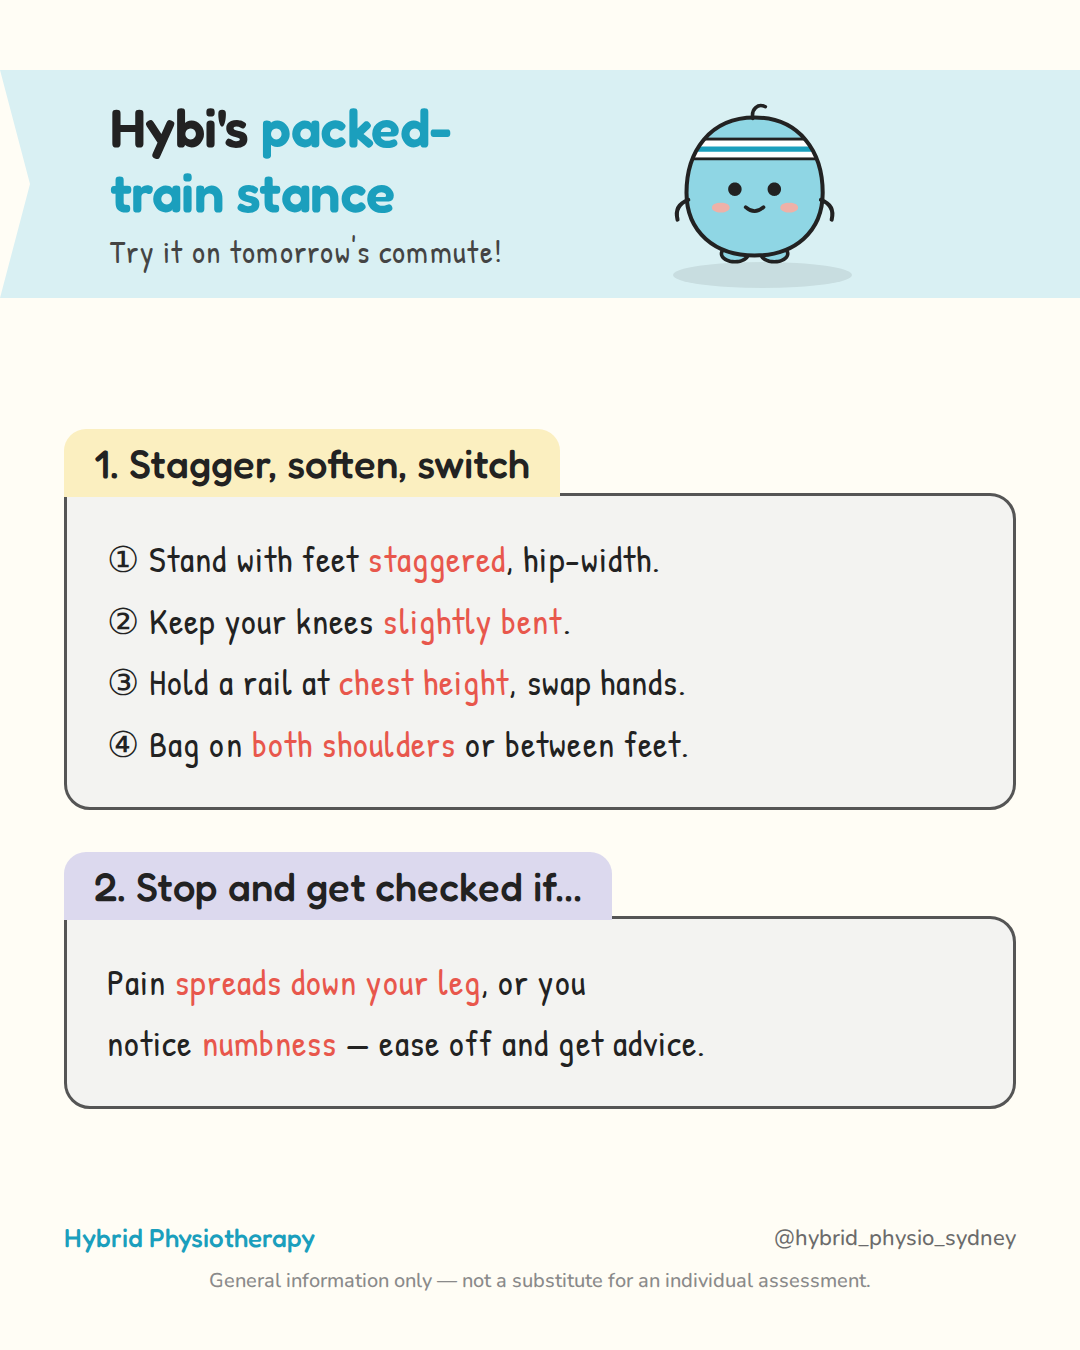 Hybi's packed-
train stance
Try it on tomorrow's commute!
1. Stagger, soften, switch
① Stand with feet staggered, hip-width.
② Keep your knees slightly bent.
③ Hold a rail at chest height, swap hands.
④ Bag on both shoulders or between feet.
2. Stop and get checked if...
Pain spreads down your leg, or you
notice numbness — ease off and get advice.
Hybrid Physiotherapy
@hybrid_physio_sydney
General information only — not a substitute for an individual assessment.